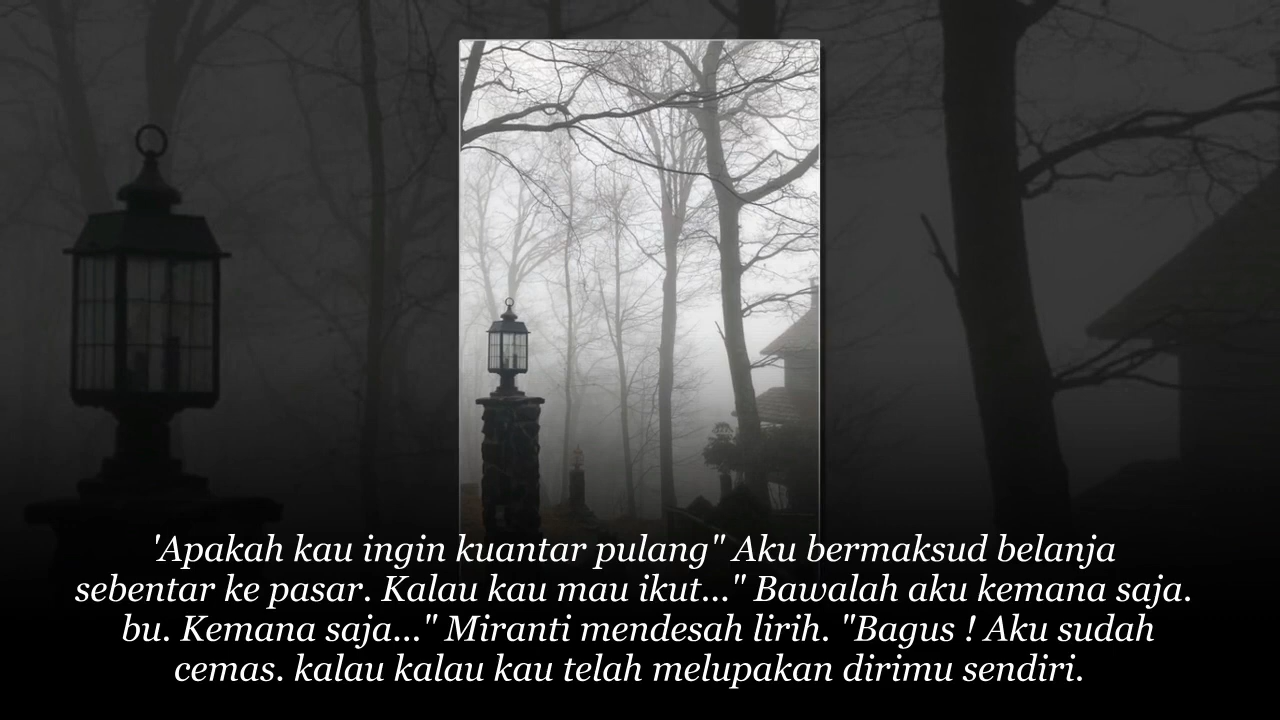 'Apakah kau ingin kuantar pulang" Aku bermaksud belanja
sebentar ke pasar. Kalau kau mau ikut..." Bawalah aku kemana saja.
bu. Kemana saja..." Miranti mendesah lirih. "Bagus ! Aku sudah
cemas. kalau kalau kau telah melupakan dirimu sendiri.